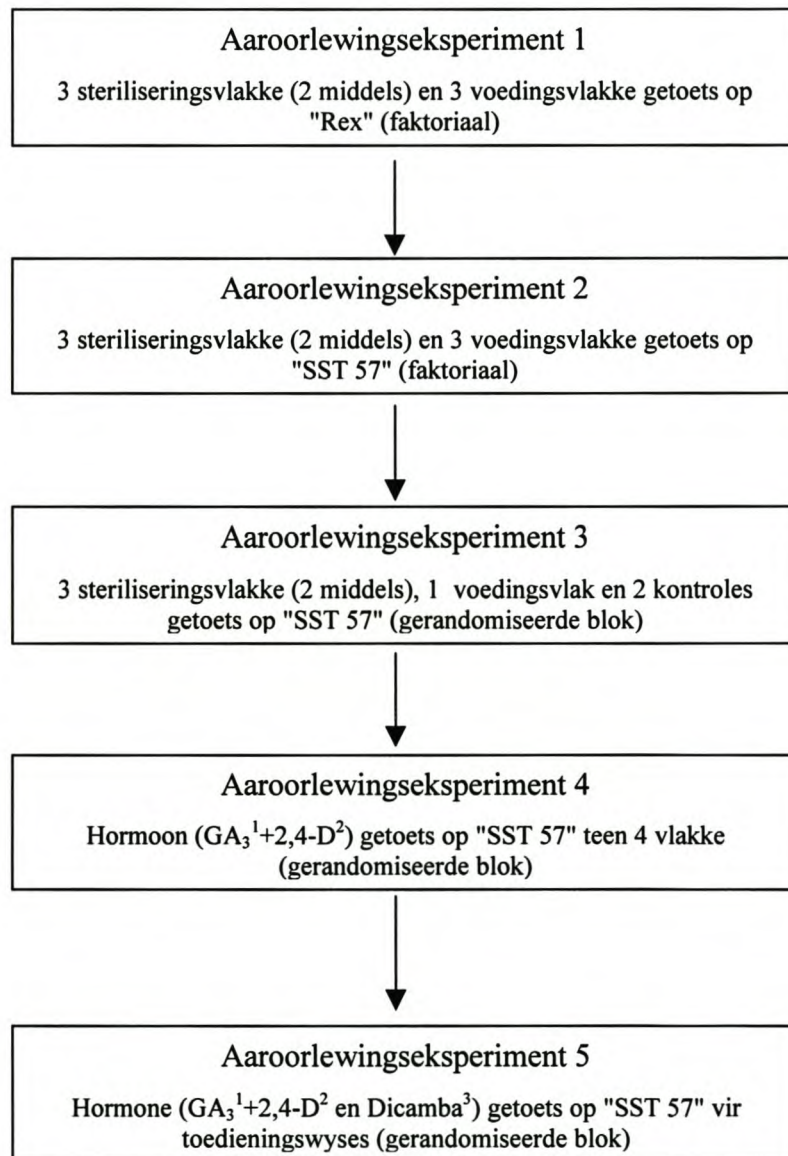 Aaroorlewingseksperiment 1
3 steriliseringsvlakke (2 middels) en 3 voedingsvlakke getoets op
"Rex" (faktoriaal)
Aaroorlewingseksperiment 2
3 steriliseringsvlakke (2 middels) en 3 voedingsvlakke getoets op
"SST 57" (faktoriaal)
Aaroorlewingseksperiment 3
3 steriliseringsvlakke (2 middels), 1 voedingsvlak en 2 kontroles
getoets op "SST 57" (gerandomiseerde blok)
Aaroorlewingseksperiment 4
Hormoon (GA₃¹+2,4-D²) getoets op "SST 57" teen 4 vlakke
(gerandomiseerde blok)
Aaroorlewingseksperiment 5
Hormone (GA₃¹+2,4-D² en Dicamba³) getoets op "SST 57" vir
toedieningswyses (gerandomiseerde blok)